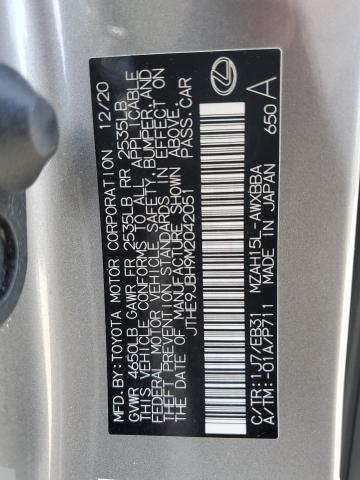 MFD.BY:TOYOTA MOTOR CORPORATION 12/20
GVWR 4650LB GAWR FR 2535LB RR 2535LB
THIS VEHICLE CONFORMS TO ALL APPLICABLE
FEDERAL MOTOR VEHICLE SAFETY, BUMPER, AND
THEFT PREVENTION STANDARDS IN EFFECT ON
THE DATE OF MANUFACTURE SHOWN ABOVE.
JTHE9JBH9M2042051 PASS.CAR
C/TR:1J7/EB31 MZAH15L-AWXBBA
A/TM:-01A/P711 MADE IN JAPAN
650 A